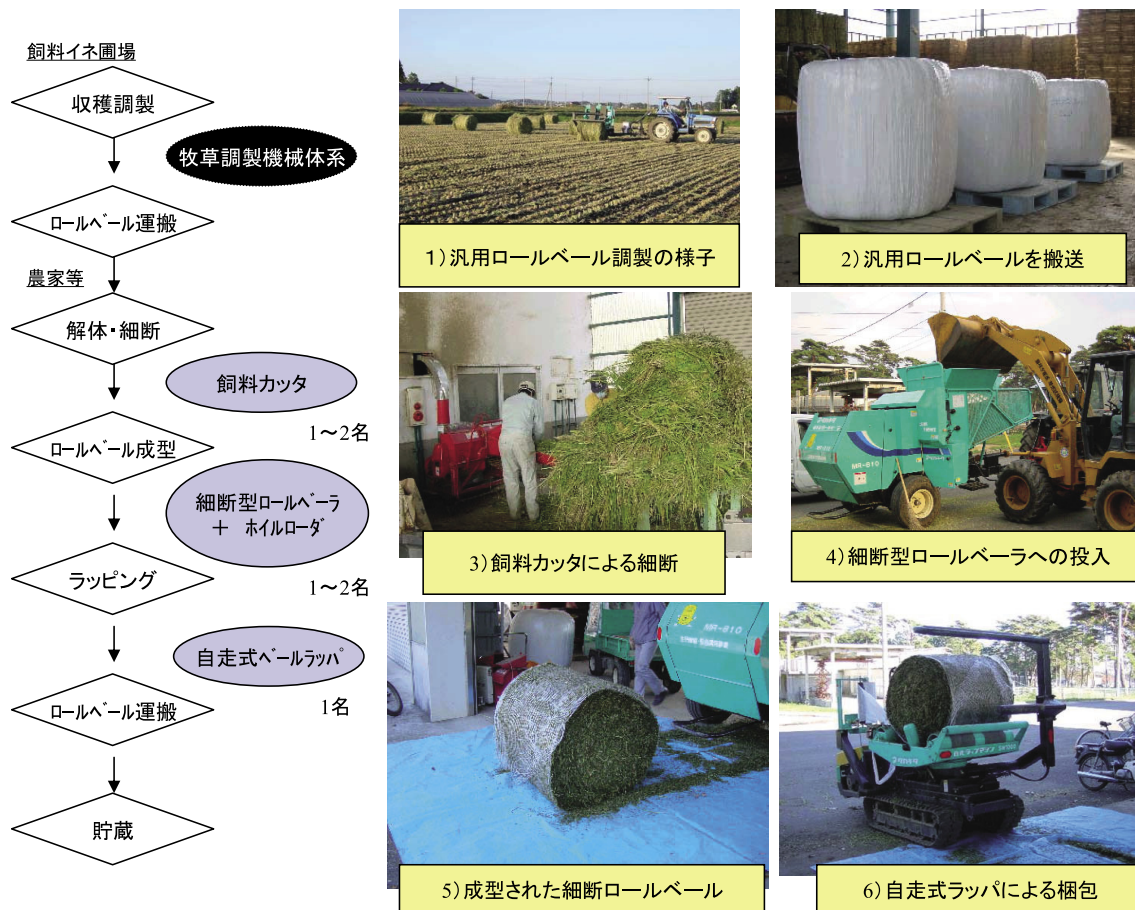 飼料イネ圃場
収穫調製
牧草調製機械体系
ロールベール運搬
農家等
解体・細断
飼料カッタ
1～2名
ロールベール成型
細断型ロールベーラ
＋ ホイルローダ
ラッピング
1～2名
自走式ベールラッパ
1名
ロールベール運搬
貯蔵
1）汎用ロールベール調製の様子
2）汎用ロールベールを搬送
3）飼料カッタによる細断
MR-810
4）細断型ロールベーラへの投入
5）成型された細断ロールベール
6）自走式ラッパによる梱包